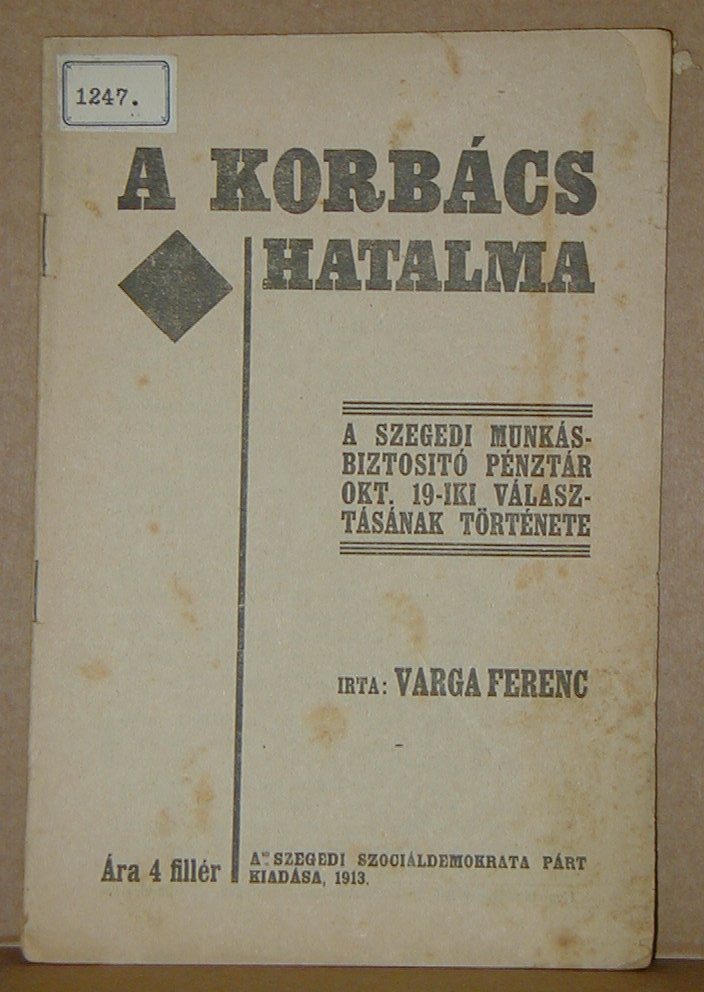 1247.
A KORBÁCS
HATALMA
A SZEGEDI MUNKÁS-
BIZTOSITÓ PÉNZTÁR
OKT. 19-IKI VÁLASZ-
TÁSÁNAK TÖRTÉNETE
IRTA: VARGA FERENC
Ára 4 fillér
A SZEGEDI SZOCIÁLDEMOKRATA PÁRT
KIADÁSA, 1913.